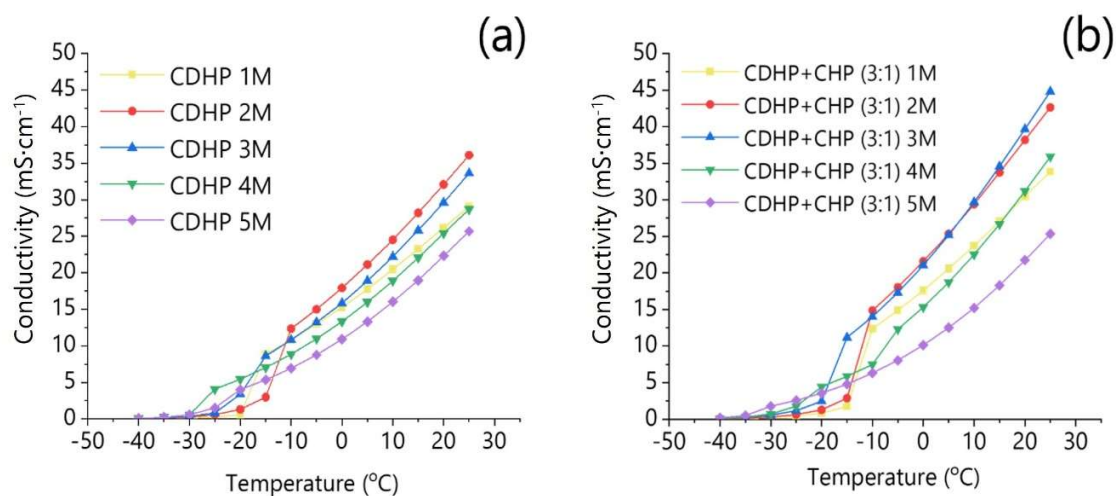 (a)
50
45
40
35
30
25
20
15
10
5
0
Conductivity (mS·cm⁻¹)
CDHP 1M
CDHP 2M
CDHP 3M
CDHP 4M
CDHP 5M
-50 -40 -30 -20 -10 0 10 20 30
Temperature (°C)
(b)
50
45
40
35
30
25
20
15
10
5
0
Conductivity (mS·cm⁻¹)
CDHP+CHP (3:1) 1M
CDHP+CHP (3:1) 2M
CDHP+CHP (3:1) 3M
CDHP+CHP (3:1) 4M
CDHP+CHP (3:1) 5M
-50 -40 -30 -20 -10 0 10 20 30
Temperature (°C)